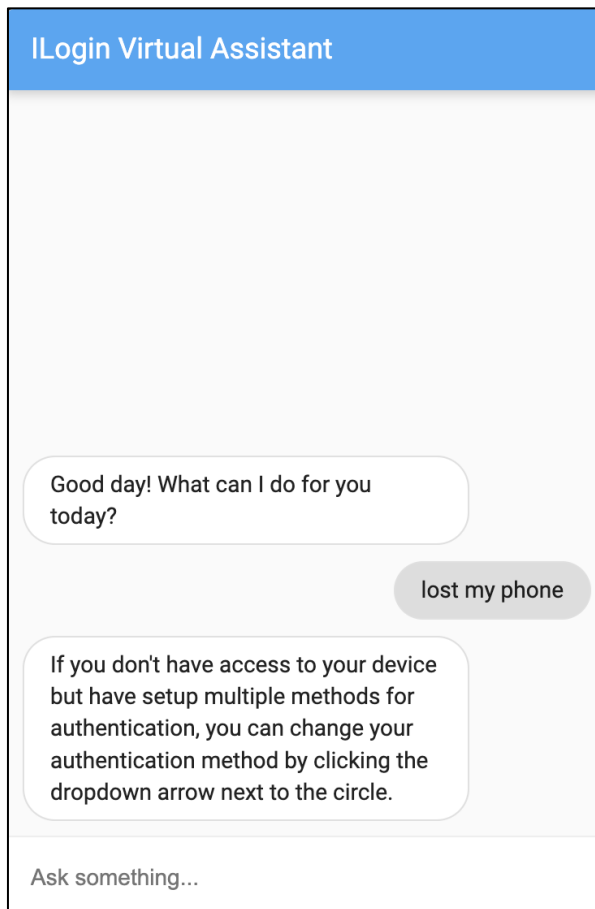 ILogin Virtual Assistant
Good day! What can I do for you
today?
lost my phone
If you don't have access to your device
but have setup multiple methods for
authentication, you can change your
authentication method by clicking the
dropdown arrow next to the circle.
Ask something...